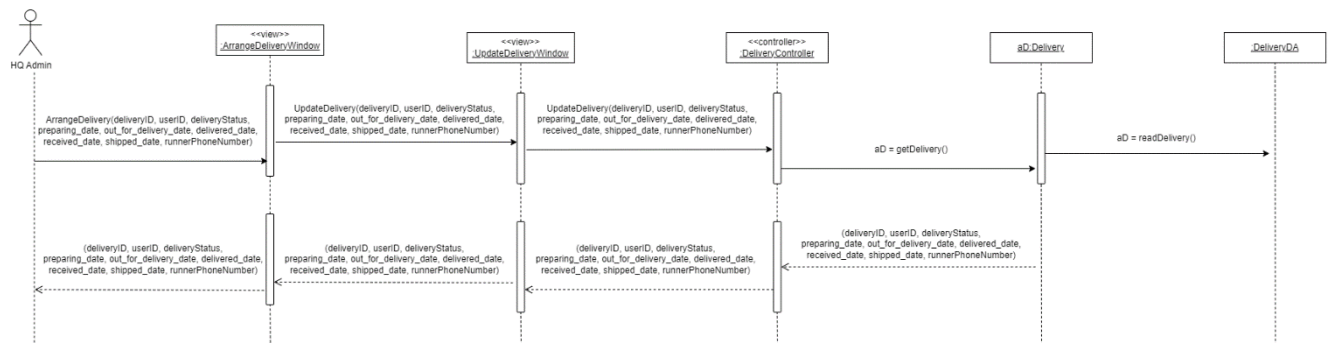 HQ Admin
<<view>>
:ArrangeDeliveryWindow
<<view>>
:UpdateDeliveryWindow
<<controller>>
:DeliveryController
aD:Delivery
:DeliveryDA
ArrangeDelivery(deliveryID, userID, deliveryStatus,
preparing_date, out_for_delivery_date, delivered_date,
received_date, shipped_date, runnerPhoneNumber)
UpdateDelivery(deliveryID, userID, deliveryStatus,
preparing_date, out_for_delivery_date, delivered_date,
received_date, shipped_date, runnerPhoneNumber)
UpdateDelivery(deliveryID, userID, deliveryStatus,
preparing_date, out_for_delivery_date, delivered_date,
received_date, shipped_date, runnerPhoneNumber)
aD = getDelivery()
aD = readDelivery()
(deliveryID, userID, deliveryStatus,
preparing_date, out_for_delivery_date, delivered_date,
received_date, shipped_date, runnerPhoneNumber)
(deliveryID, userID, deliveryStatus,
preparing_date, out_for_delivery_date, delivered_date,
received_date, shipped_date, runnerPhoneNumber)
(deliveryID, userID, deliveryStatus,
preparing_date, out_for_delivery_date, delivered_date,
received_date, shipped_date, runnerPhoneNumber)
(deliveryID, userID, deliveryStatus,
preparing_date, out_for_delivery_date, delivered_date,
received_date, shipped_date, runnerPhoneNumber)